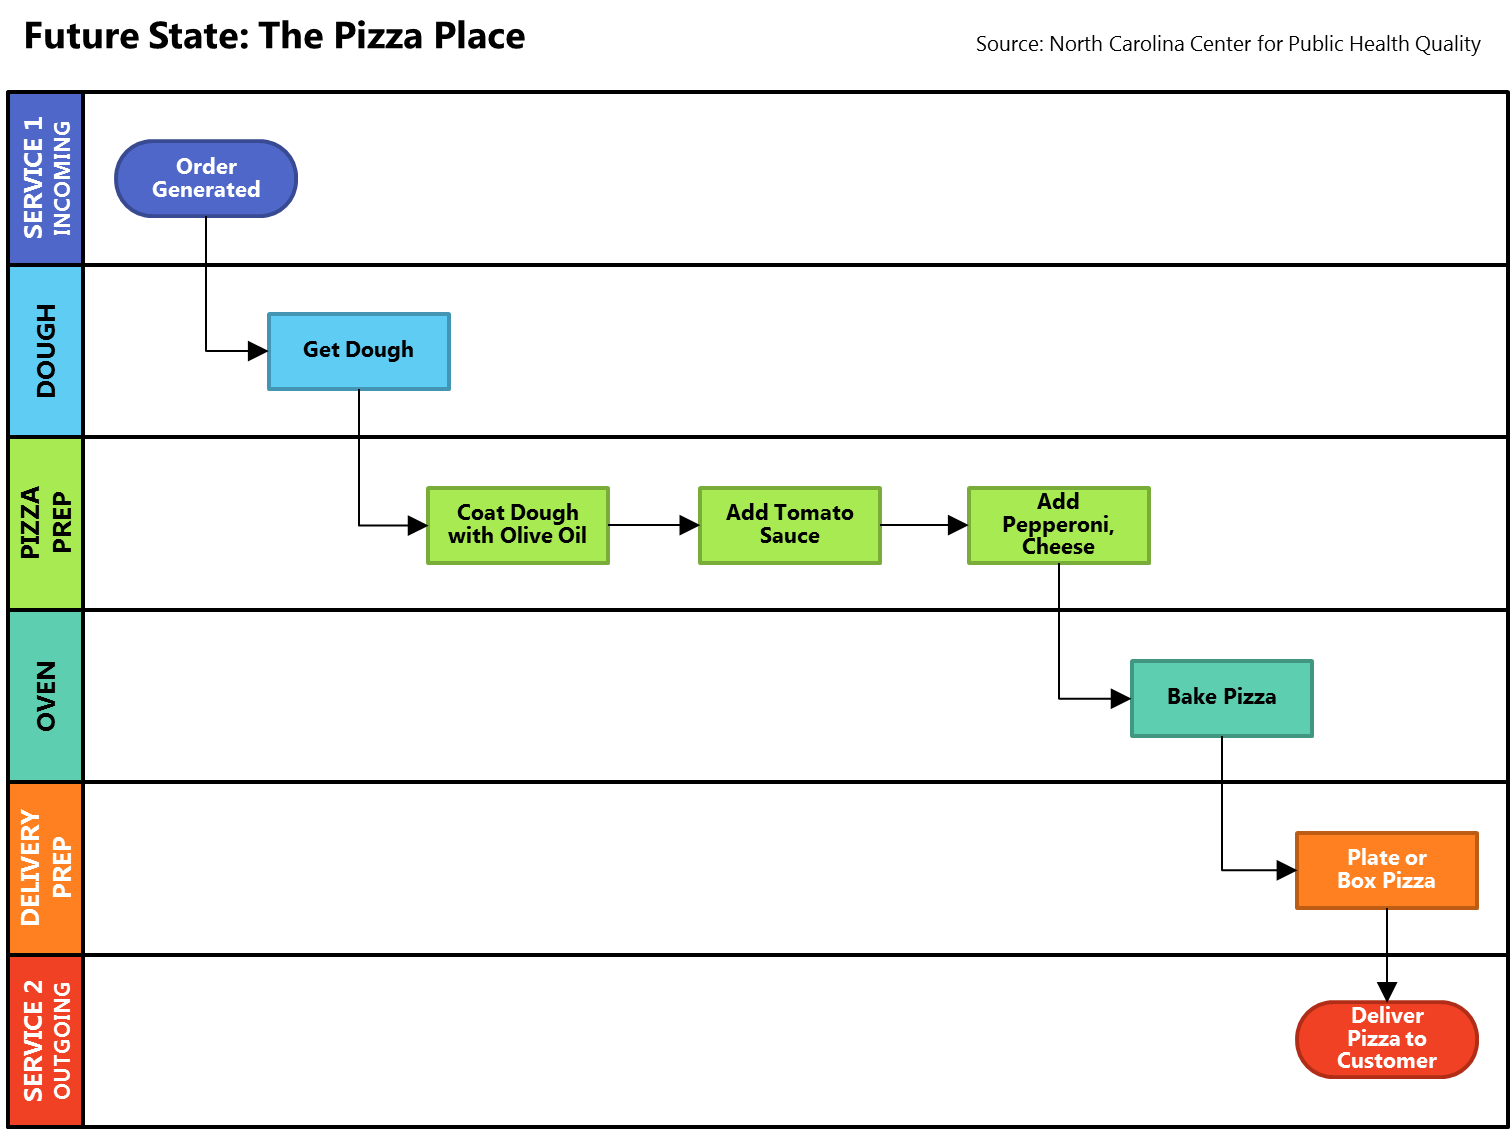 Future State: The Pizza Place
Source: North Carolina Center for Public Health Quality
SERVICE 1
INCOMING
Order
Generated
DOUGH
Get Dough
PIZZA
PREP
Coat Dough
with Olive Oil
Add Tomato
Sauce
Add
Pepperoni,
Cheese
OVEN
Bake Pizza
DELIVERY
PREP
Plate or
Box Pizza
SERVICE 2
OUTGOING
Deliver
Pizza to
Customer